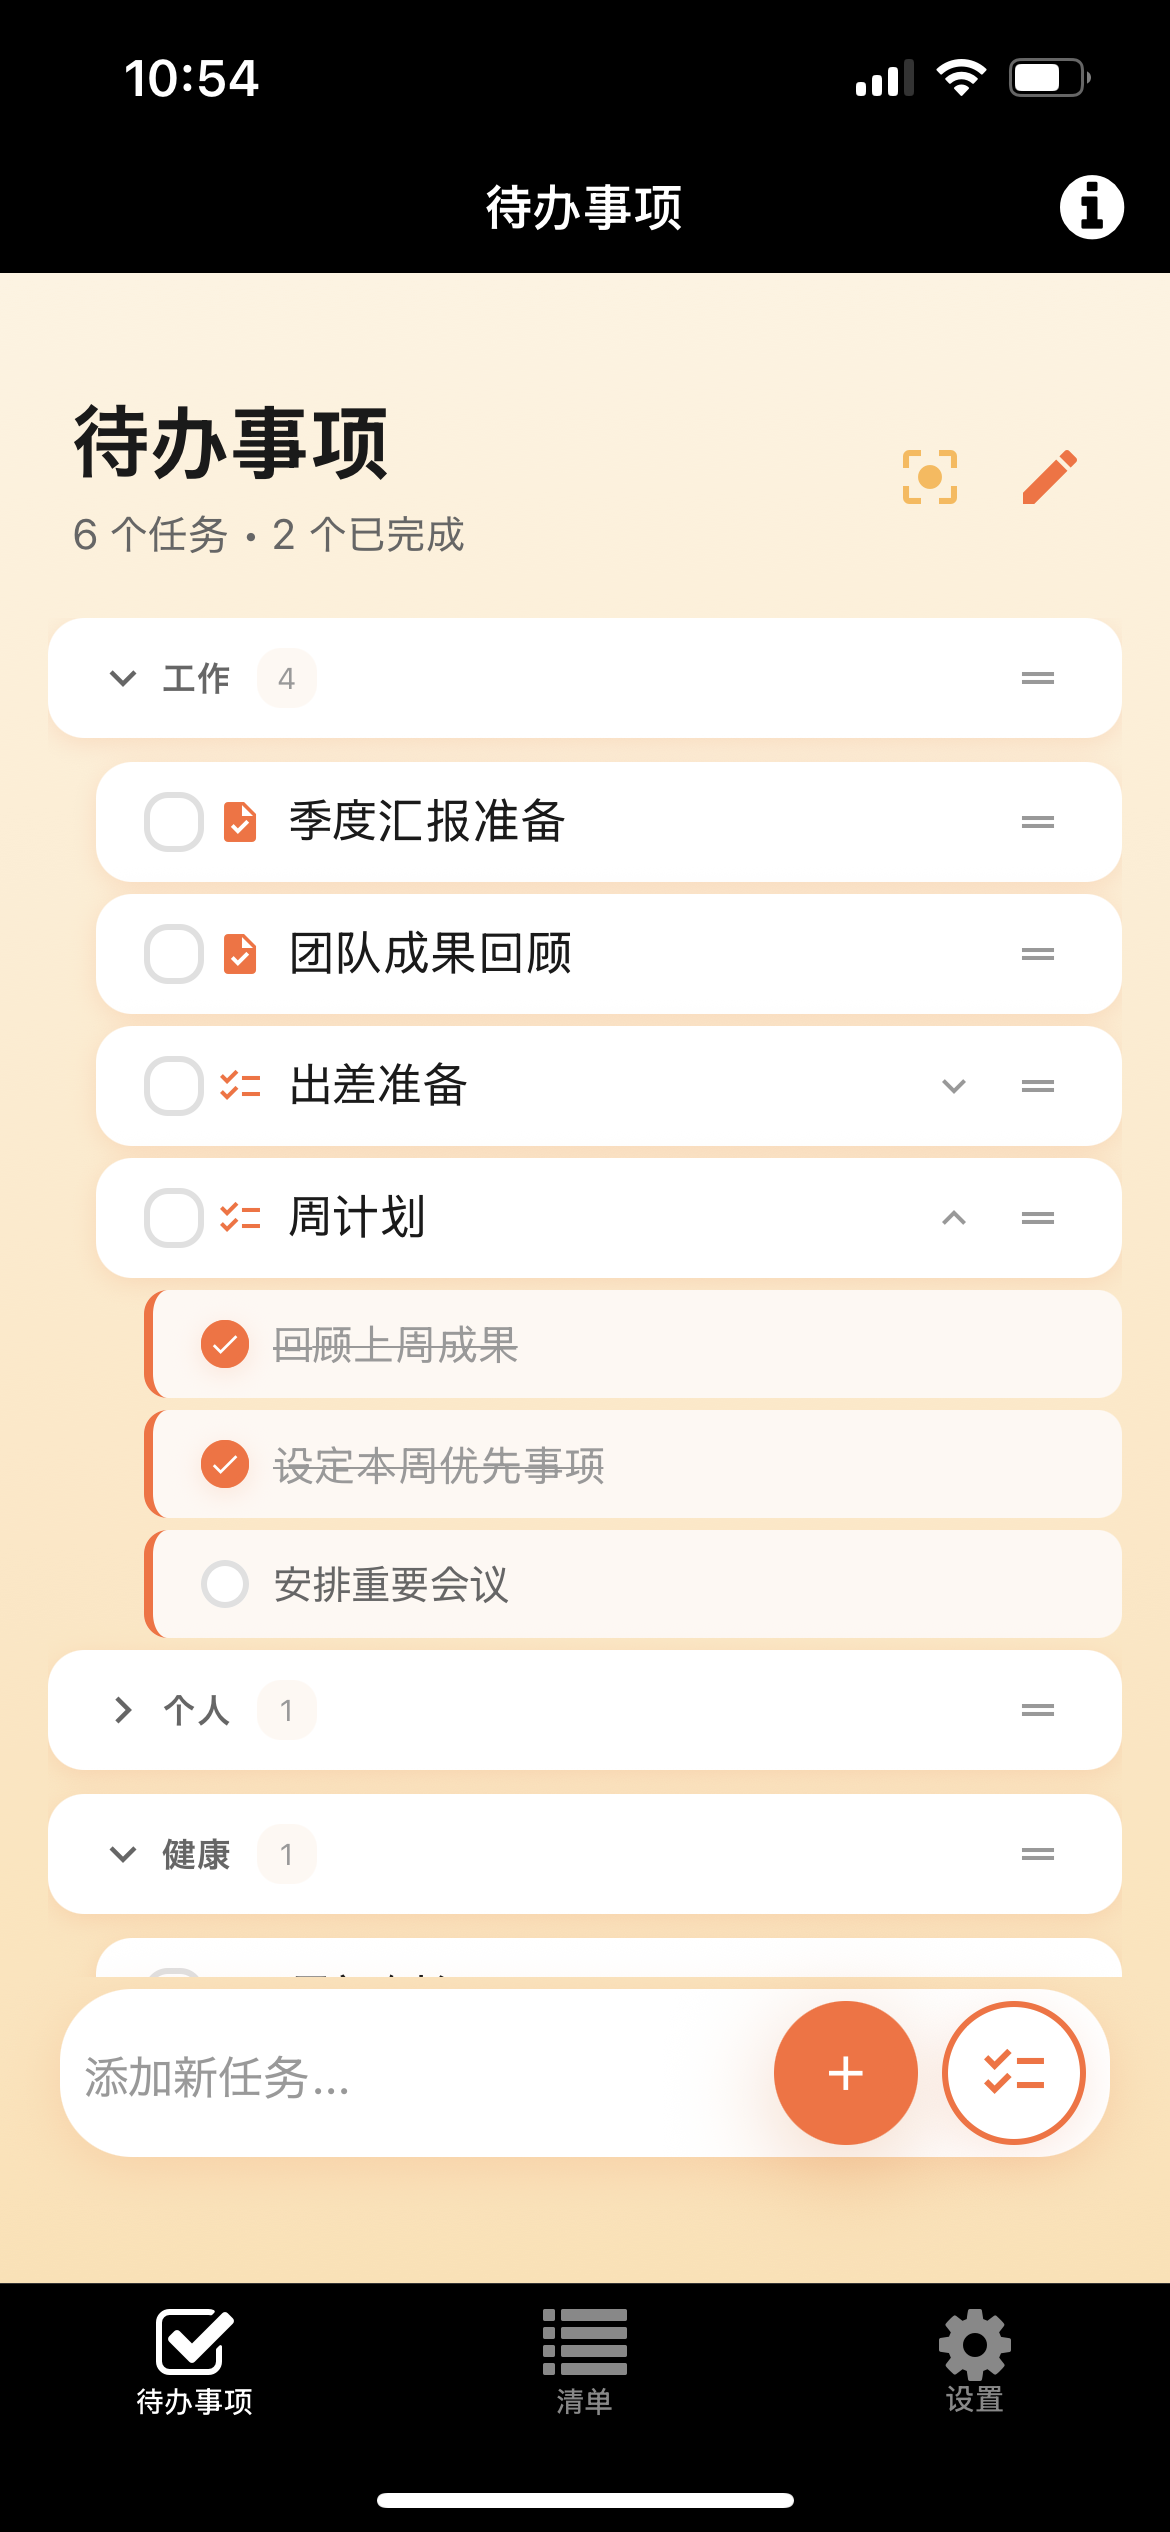 10:54
待办事项
待办事项
6 个任务 • 2 个已完成
工作 4
季度汇报准备
团队成果回顾
出差准备
周计划
回顾上周成果
设定本周优先事项
安排重要会议
个人 1
健康 1
添加新任务...
待办事项 清单 设置